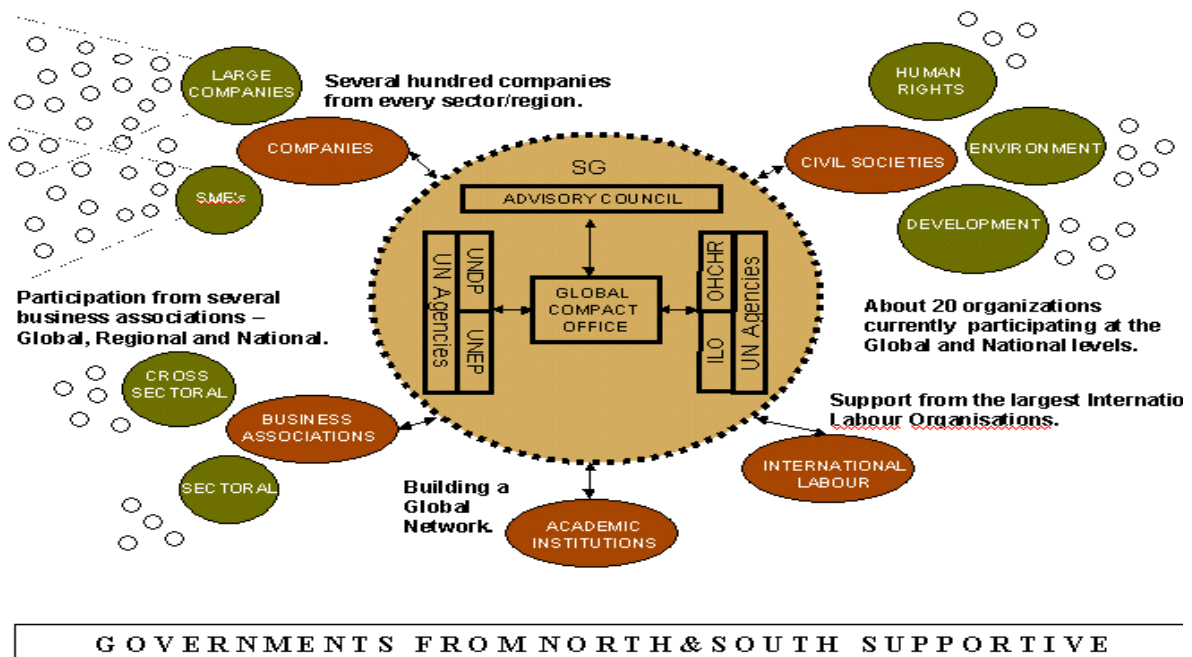 LARGE
COMPANIES
Several hundred companies
from every sector/region.
COMPANIES
SME's
HUMAN
RIGHTS
CIVIL SOCIETIES
ENVIRONMENT
DEVELOPMENT
SG
ADVISORY COUNCIL
UN Agencies
UNDP
UNEP
GLOBAL
COMPACT
OFFICE
OHCHR
ILO
UN Agencies
Participation from several
business associations –
Global, Regional and National.
About 20 organizations
currently participating at the
Global and National levels.
CROSS
SECTORAL
BUSINESS
ASSOCIATIONS
SECTORAL
Support from the largest Internatio
Labour Organisations.
INTERNATIONAL
LABOUR
Building a
Global
Network.
ACADEMIC
INSTITUTIONS
GOVERNMENTS FROM NORTH & SOUTH SUPPORTIVE